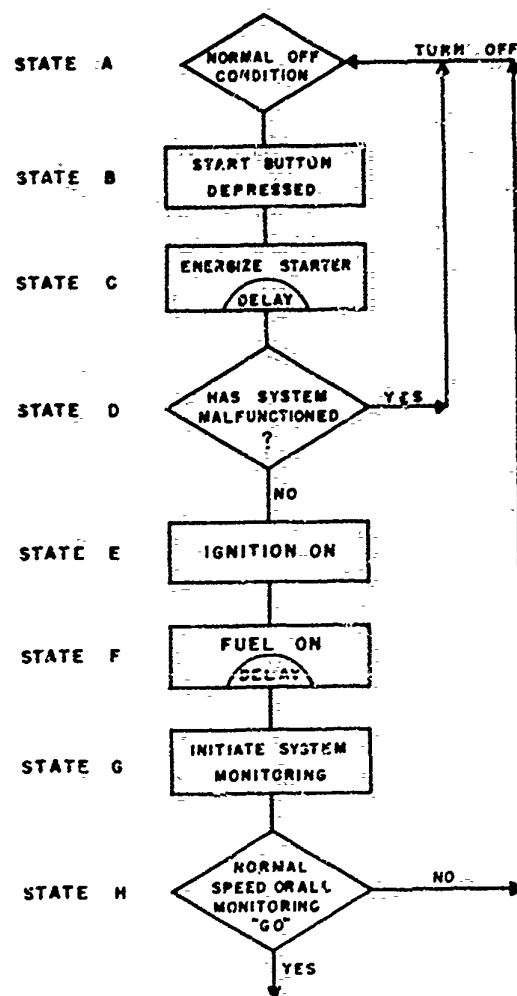 TURN OFF
STATE A
NORMAL OFF
CONDITION
STATE B
START BUTTON
DEPRESSED
STATE C
ENERGIZE STARTER
DELAY
STATE D
HAS SYSTEM
MALFUNCTIONED
?
YES
NO
STATE E
IGNITION ON
STATE F
FUEL ON
DELAY
STATE G
INITIATE SYSTEM
MONITORING
STATE H
NORMAL
SPEED OR ALL
MONITORING
"GO"
NO
YES